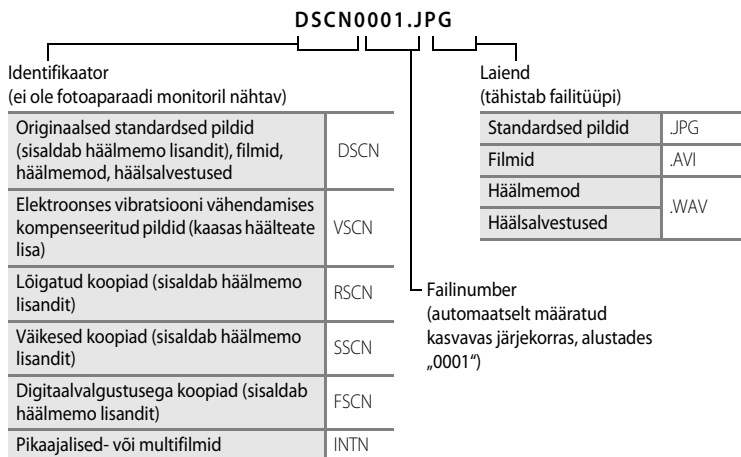 DSCN0001.JPG
Identifikaator
(ei ole fotoaparaadi monitoril nähtav)
Originaalsed standardsed pildid
(sisaldab häälmemo lisandit), filmid,
häälmemod, häälsalvestused
DSCN
Elektroonses vibratsiooni vähendamises
kompenseeritud pildid (kaasas häälteate
lisa)
VSCN
Lõigatud koopiad (sisaldab häälmemo
lisandit)
RSCN
Väikesed koopiad (sisaldab häälmemo
lisandit)
SSCN
Digitaalvalgustusega koopiad (sisaldab
häälmemo lisandit)
FSCN
Pikaajalised- või multifilmid
INTN
Laiend
(tähistab failitüüpi)
Standardsed pildid
.JPG
Filmid
.AVI
Häälmemod
.WAV
Häälsalvestused
Failinumber
(automaatselt määratud
kasvavas järjekorras, alustades
„0001“)